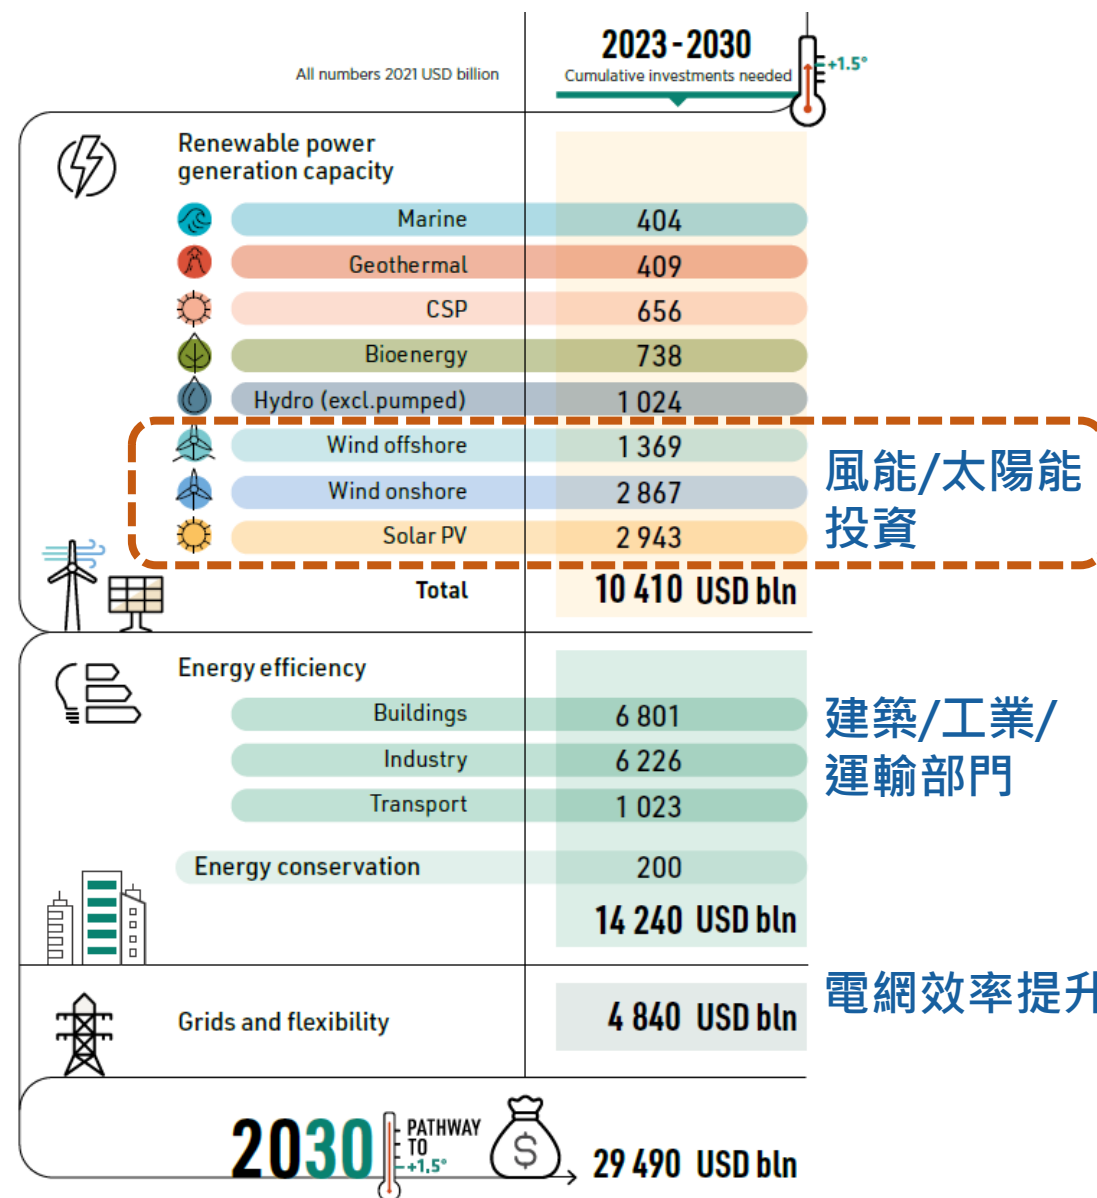 2023-2030
All numbers 2021 USD billion
Cumulative investments needed
+1.5°
Renewable power
generation capacity
Marine 404
Geothermal 409
CSP 656
Bioenergy 738
Hydro (excl.pumped) 1 024
Wind offshore 1 369
Wind onshore 2 867
Solar PV 2 943
風能/太陽能
投資
Total 10 410 USD bln
Energy efficiency
Buildings 6 801
Industry 6 226
Transport 1 023
建築/工業/
運輸部門
Energy conservation 200
14 240 USD bln
Grids and flexibility 4 840 USD bln
電網效率提升
2030
PATHWAY
TO
+1.5°
$
29 490 USD bln